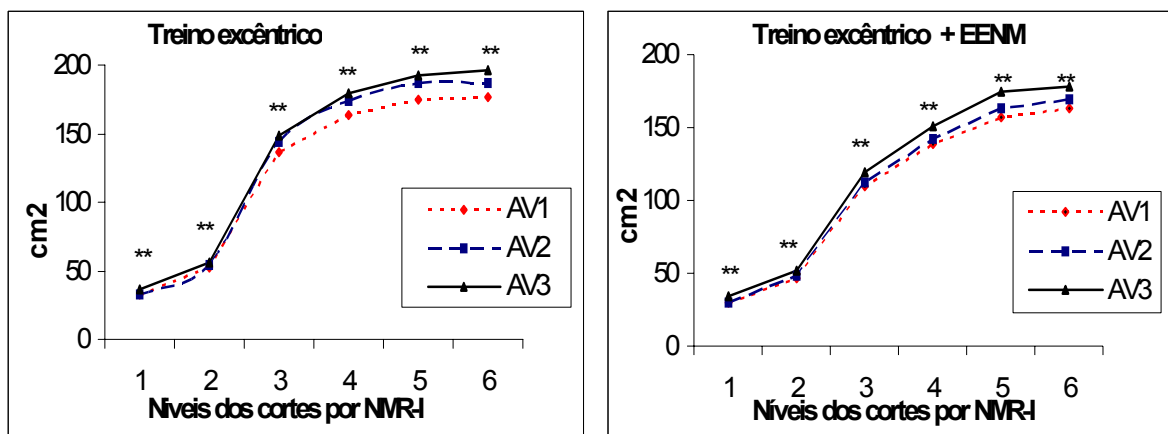 Treino excêntrico
200
150
100
50
0
cm2
** ** ** ** ** **
AV1
AV2
AV3
1 2 3 4 5 6
Níveis dos cortes por NMR-I
Treino excêntrico + EENM
200
150
100
50
0
cm2
** ** ** ** ** **
AV1
AV2
AV3
1 2 3 4 5 6
Níveis dos cortes por NMR-I